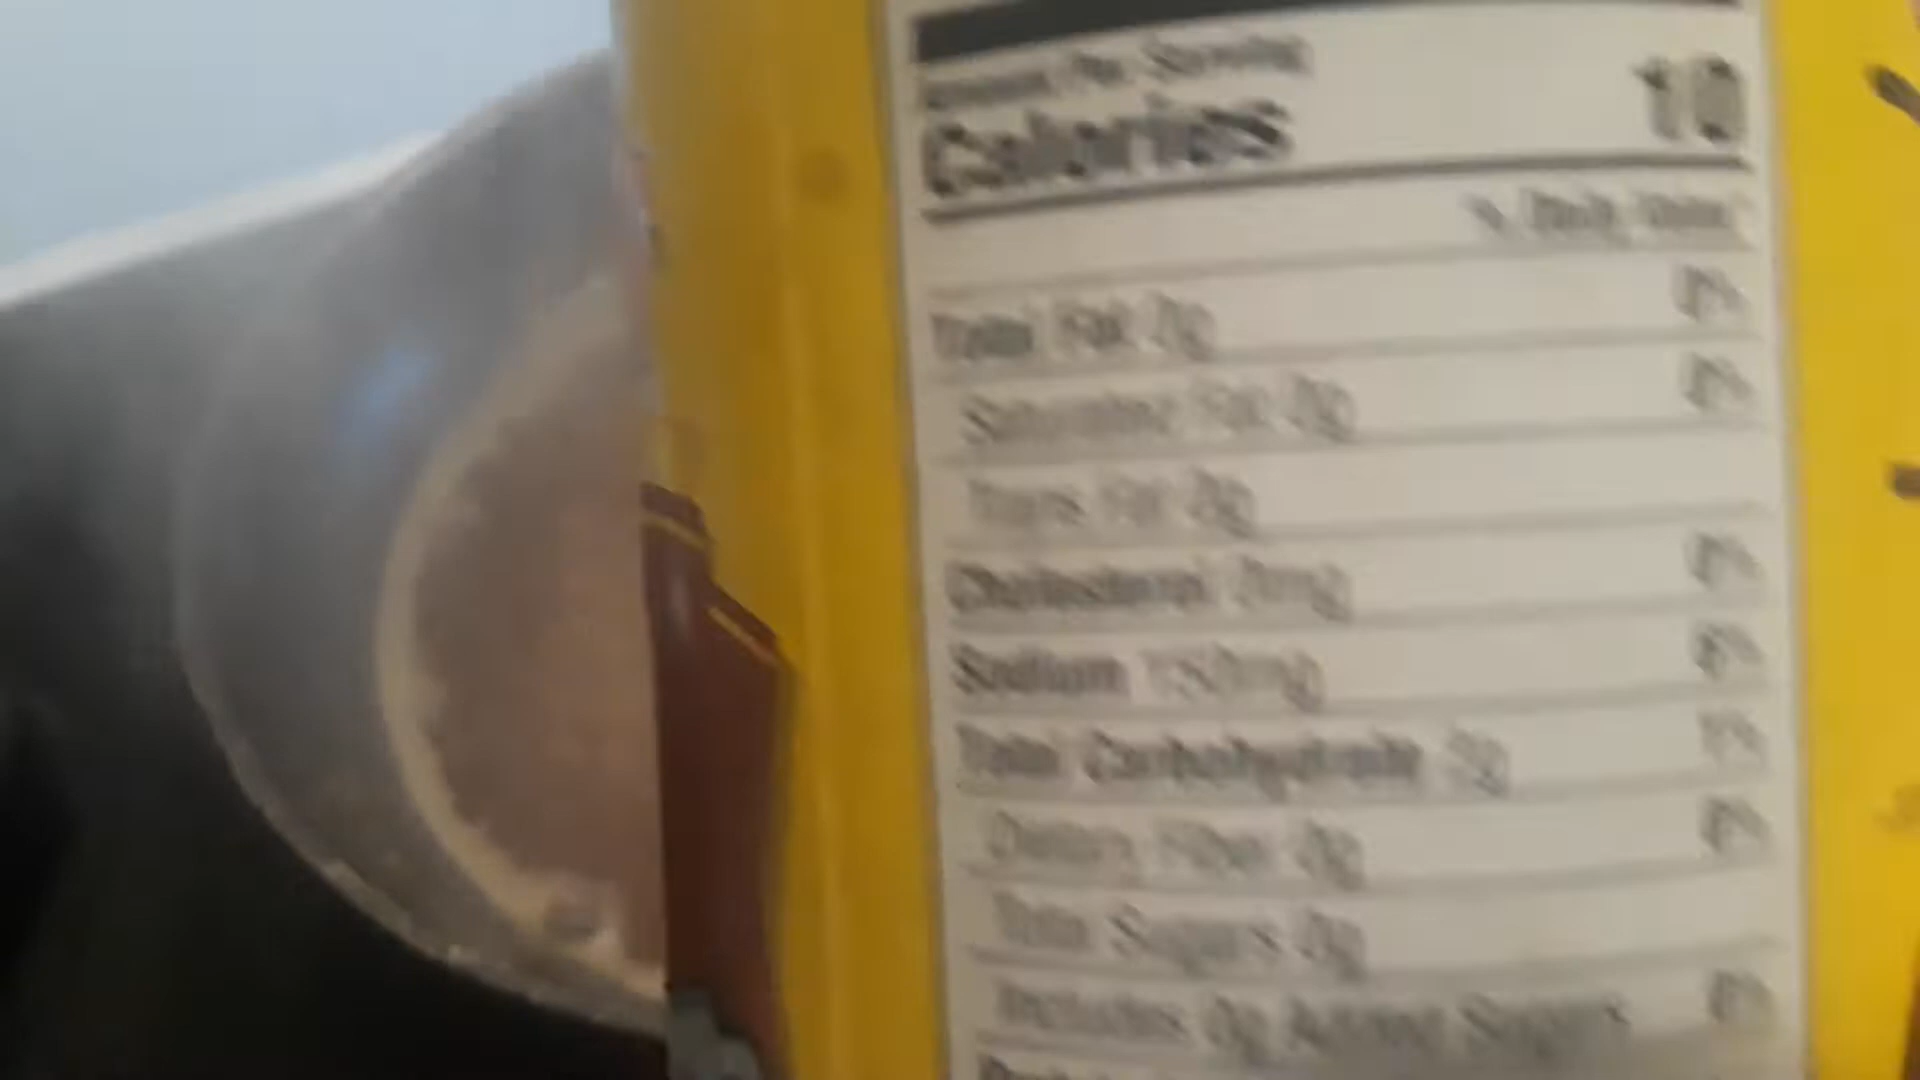 Amount Per Serving
Calories 10
% Daily Value
Total Fat 0g 0%
Saturated Fat 0g 0%
Trans Fat 0g
Cholesterol 0mg 0%
Sodium
Total Carbohydrate 1%
Dietary Fiber 0g 0%
Total Sugars 0g
Includes 0g Added Sugars 0%